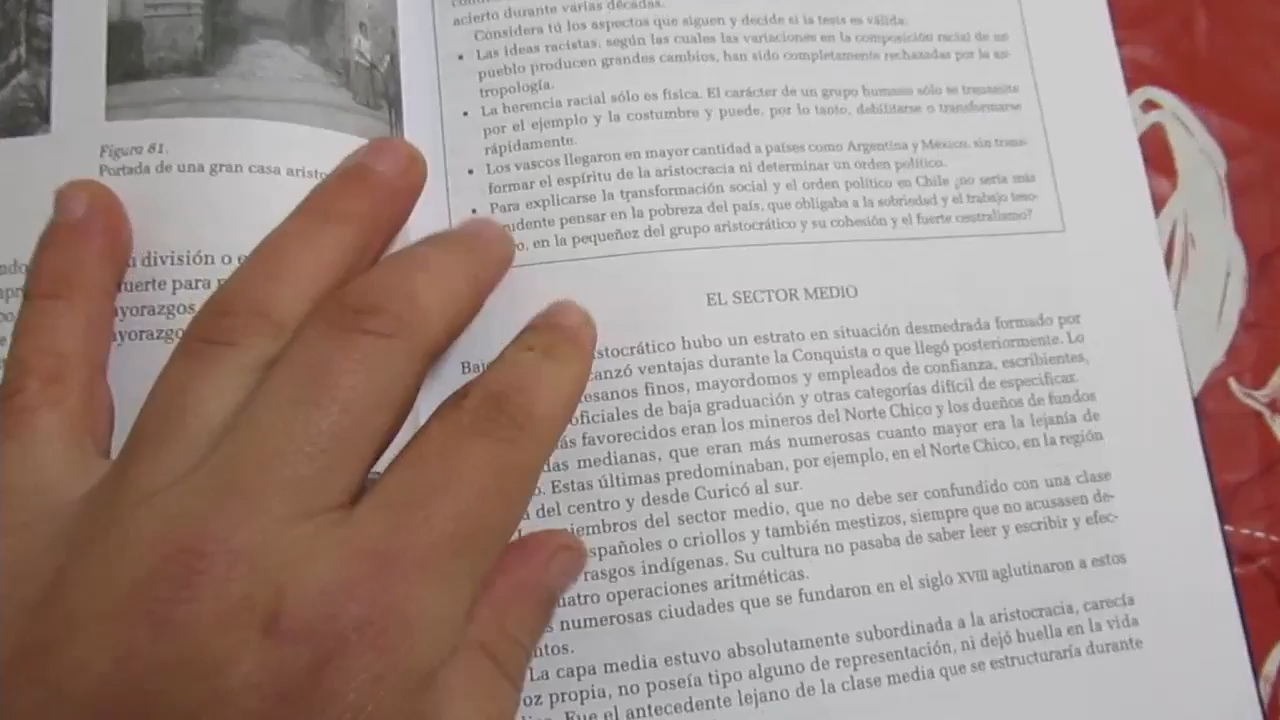 Figura 81.
Portada de una gran casa aristo
división o
uerte para
yorazgos
yorazgo
acierto durante varias décadas.
Considera tú los aspectos que siguen y decide si la tesis es válida:
• Las ideas racistas, según las cuales las variaciones en la composición racial de un
pueblo producen grandes cambios, han sido completamente rechazadas por la an-
tropología.
• La herencia racial sólo es física. El carácter de un grupo humano sólo se transmite
por el ejemplo y la costumbre y puede, por lo tanto, debilitarse o transformarse
rápidamente.
• Los vascos llegaron en mayor cantidad a países como Argentina y México, sin trans-
formar el espíritu de la aristocracia ni determinar un orden político.
• Para explicarse la transformación social y el orden político en Chile ¿no sería más
udente pensar en la pobreza del país, que obligaba a la sobriedad y el trabajo
o, en la pequeñez del grupo aristocrático y su cohesión y el fuerte centralismo?
EL SECTOR MEDIO
Baj stocrático hubo un estrato en situación desmedrada formado por
canzó ventajas durante la Conquista o que llegó posteriormente. Lo
esanos finos, mayordomos y empleados de confianza, escribientes,
oficiales de baja graduación y otras categorías difícil de especificar.
ás favorecidos eran los mineros del Norte Chico y los dueños de fundos
das medianas, que eran más numerosas cuanto mayor era la lejanía de
o. Estas últimas predominaban, por ejemplo, en el Norte Chico, en la región
del centro y desde Curicó al sur.
iembros del sector medio, que no debe ser confundido con una clase
spañoles o criollos y también mestizos, siempre que no acusasen de-
rasgos indígenas. Su cultura no pasaba de saber leer y escribir y efec-
uatro operaciones aritméticas.
s numerosas ciudades que se fundaron en el siglo XVIII aglutinaron a estos
ntos.
La capa media estuvo absolutamente subordinada a la aristocracia, carecía
oz propia, no poseía tipo alguno de representación, ni dejó huella en la vida
Fue el antecedente lejano de la clase media que se estructuraría durante